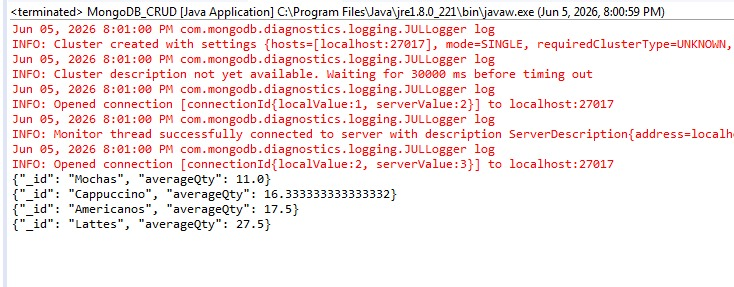 <terminated> MongoDB_CRUD [Java Application] C:\Program Files\Java\jre1.8.0_221\bin\javaw.exe (Jun 5, 2026, 8:00:59 PM)
Jun 05, 2026 8:01:00 PM com.mongodb.diagnostics.logging.JULLogger log
INFO: Cluster created with settings {hosts=[localhost:27017], mode=SINGLE, requiredClusterType=UNKNOWN,
Jun 05, 2026 8:01:00 PM com.mongodb.diagnostics.logging.JULLogger log
INFO: Cluster description not yet available. Waiting for 30000 ms before timing out
Jun 05, 2026 8:01:00 PM com.mongodb.diagnostics.logging.JULLogger log
INFO: Opened connection [connectionId{localValue:1, serverValue:2}] to localhost:27017
Jun 05, 2026 8:01:00 PM com.mongodb.diagnostics.logging.JULLogger log
INFO: Monitor thread successfully connected to server with description ServerDescription{address=localh
Jun 05, 2026 8:01:00 PM com.mongodb.diagnostics.logging.JULLogger log
INFO: Opened connection [connectionId{localValue:2, serverValue:3}] to localhost:27017
{"_id": "Mochas", "averageQty": 11.0}
{"_id": "Cappuccino", "averageQty": 16.333333333333332}
{"_id": "Americanos", "averageQty": 17.5}
{"_id": "Lattes", "averageQty": 27.5}